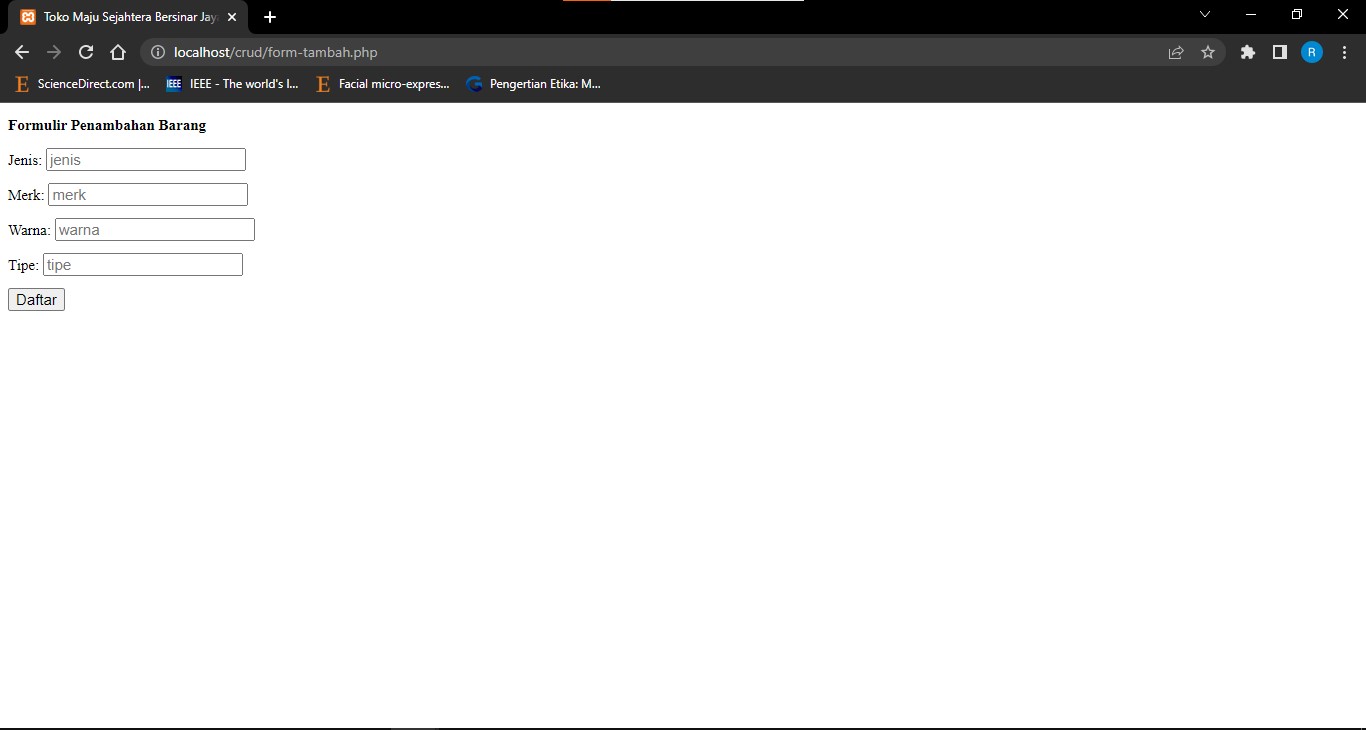 Toko Maju Sejahtera Bersinar Jay
localhost/crud/form-tambah.php
R
ScienceDirect.com |...
IEEE IEEE - The world's l...
Facial micro-expres...
Pengertian Etika: M...
Formulir Penambahan Barang
Jenis: jenis
Merk: merk
Warna: warna
Tipe: tipe
Daftar